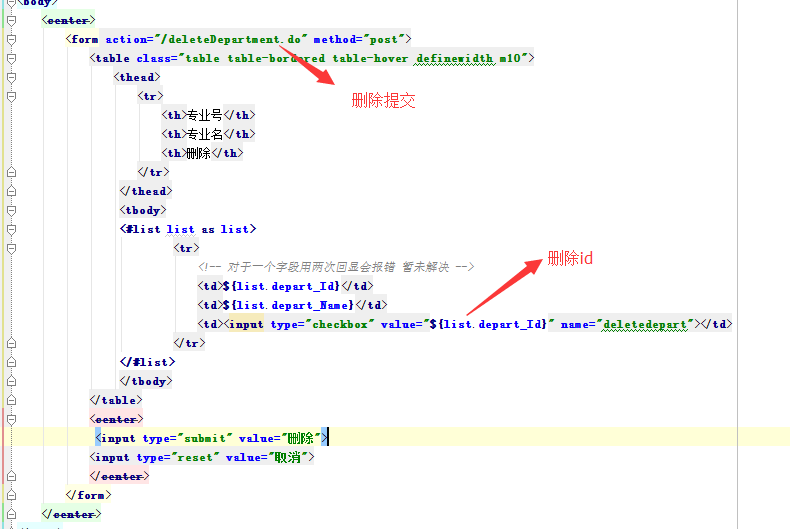 <body>
<center>
<form action="/deleteDepartment.do" method="post">
<table class="table table-bordered table-hover definewidth m10">
<thead>
<tr>
<th>专业号</th>
<th>专业名</th>
<th>删除</th>
</tr>
</thead>
<tbody>
<#list list as list>
<tr>
<!-- 对于一个字段用两次回显会报错 暂未解决 -->
<td>${list.depart_Id}</td>
<td>${list.depart_Name}</td>
<td><input type="checkbox" value="${list.depart_Id}" name="deletedepart"></td>
</tr>
</#list>
</tbody>
</table>
<center>
<input type="submit" value="删除">
<input type="reset" value="取消">
</center>
</form>
</center>
删除提交
删除id